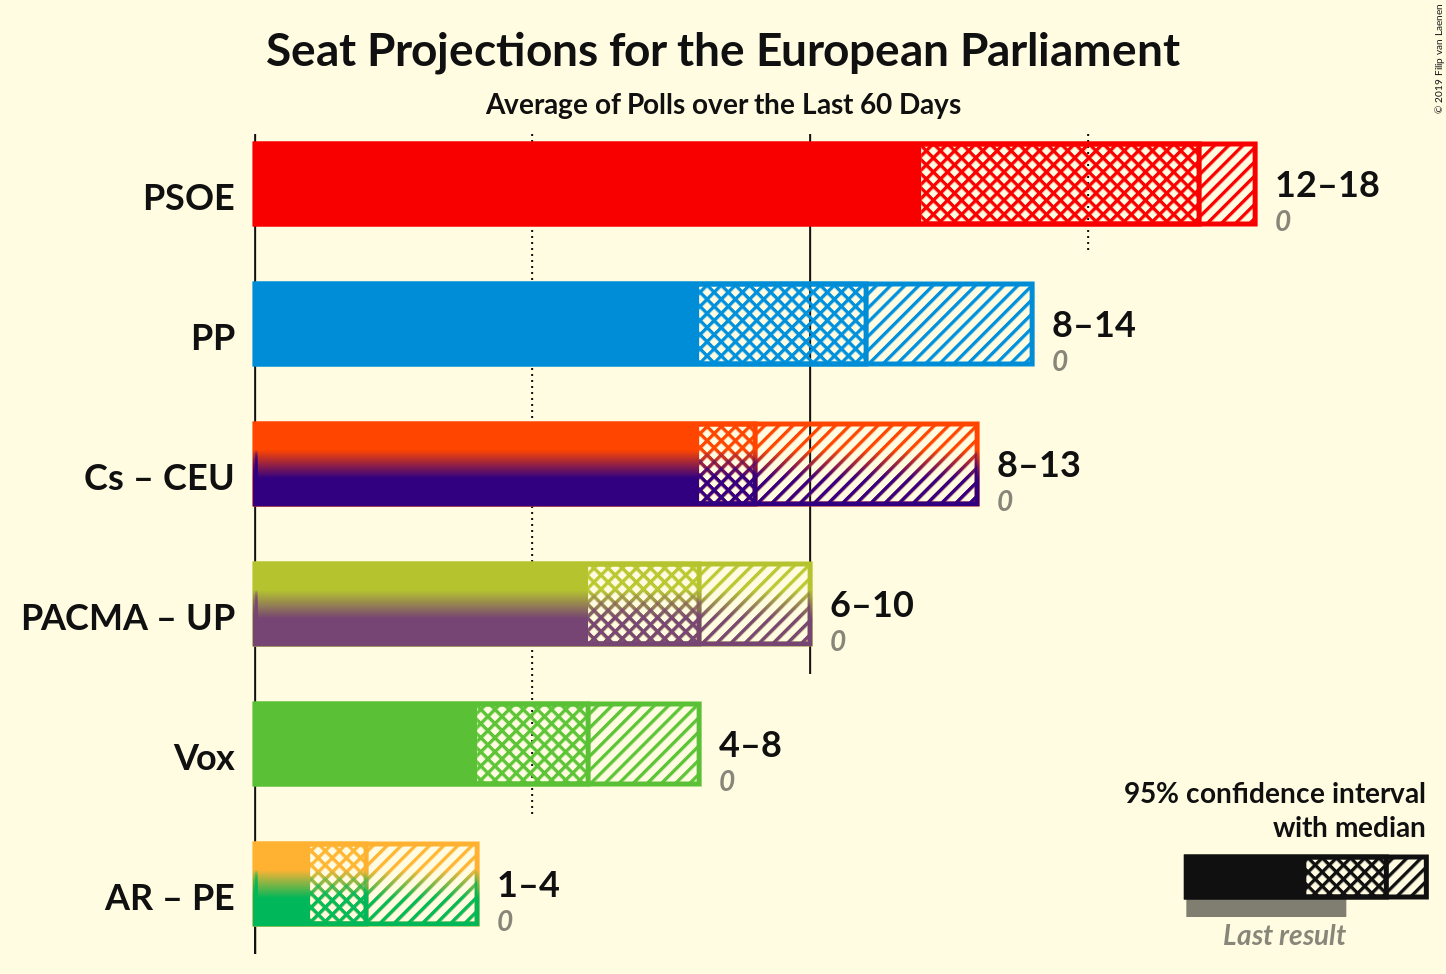 Seat Projections for the European Parliament
Average of Polls over the Last 60 Days
© 2019 Filip van Laenen
PSOE
12–18
0
PP
8–14
0
Cs – CEU
8–13
0
PACMA – UP
6–10
0
Vox
4–8
0
AR – PE
1–4
0
95% confidence interval
with median
Last result